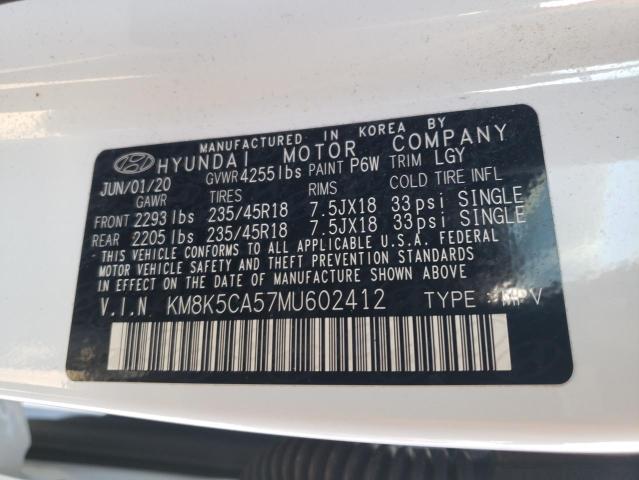 MANUFACTURED IN KOREA BY
HYUNDAI MOTOR COMPANY
JUN/01/20 GVWR 4255lbs PAINT P6W TRIM LGY
GAWR TIRES RIMS COLD TIRE INFL
FRONT 2293 lbs 235/45R18 7.5JX18 33 psi SINGLE
REAR 2205 lbs 235/45R18 7.5JX18 33 psi SINGLE
THIS VEHICLE CONFORMS TO ALL APPLICABLE U.S.A. FEDERAL
MOTOR VEHICLE SAFETY AND THEFT PREVENTION STANDARDS
IN EFFECT ON THE DATE OF MANUFACTURE SHOWN ABOVE.
V.I.N. KM8K5CA57MU602412 TYPE : MPV